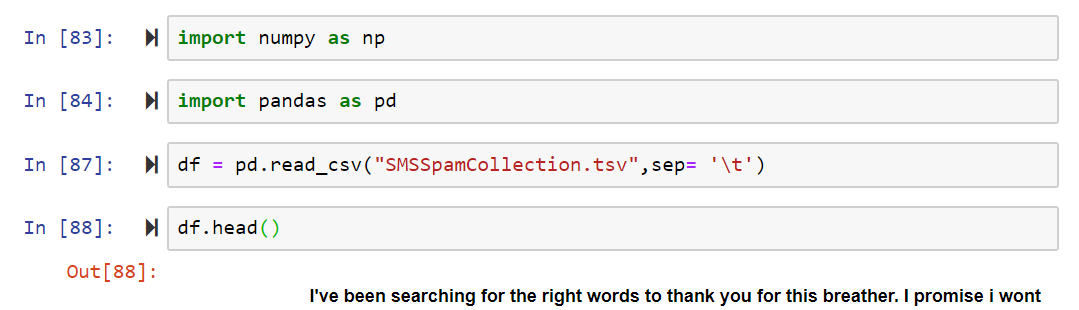 In [83]: import numpy as np
In [84]: import pandas as pd
In [87]: df = pd.read_csv("SMSSpamCollection.tsv",sep= '\t')
In [88]: df.head()
Out[88]:
I've been searching for the right words to thank you for this breather. I promise i wont